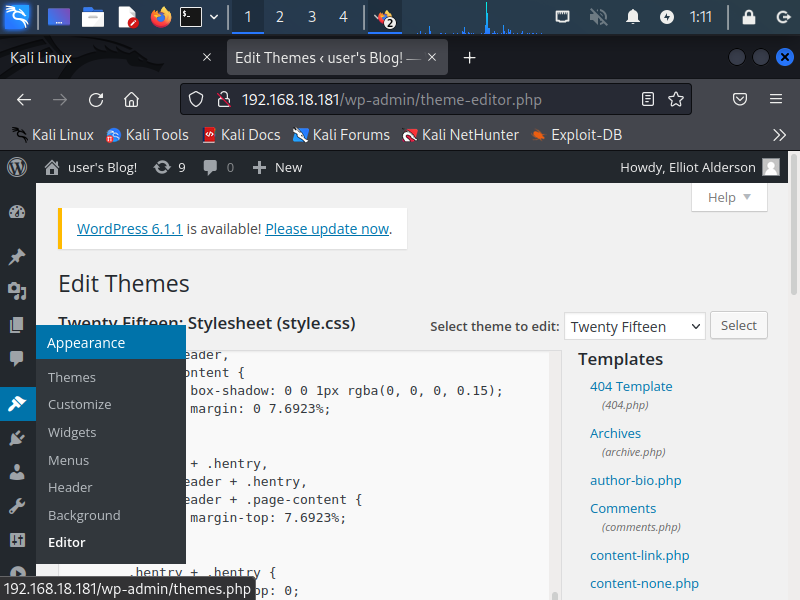 1 2 3 4 2 1:11
Kali Linux
Edit Themes ‹ user's Blog! —
192.168.18.181/wp-admin/theme-editor.php
Kali Linux Kali Tools Kali Docs Kali Forums Kali NetHunter Exploit-DB
user's Blog! 9 0 New Howdy, Elliot Alderson
Help
WordPress 6.1.1 is available! Please update now.
Edit Themes
Twenty Fifteen: Stylesheet (style.css)
Select theme to edit: Twenty Fifteen Select
Appearance
Themes
Customize
Widgets
Menus
Header
Background
Editor
eader,
ontent {
box-shadow: 0 0 1px rgba(0, 0, 0, 0.15);
margin: 0 7.6923%;
+ .hentry,
eader + .hentry,
eader + .page-content {
margin-top: 7.6923%;
.hentry + .hentry {
op: 0;
Templates
404 Template
(404.php)
Archives
(archive.php)
author-bio.php
Comments
(comments.php)
content-link.php
content-none.php
192.168.18.181/wp-admin/themes.php